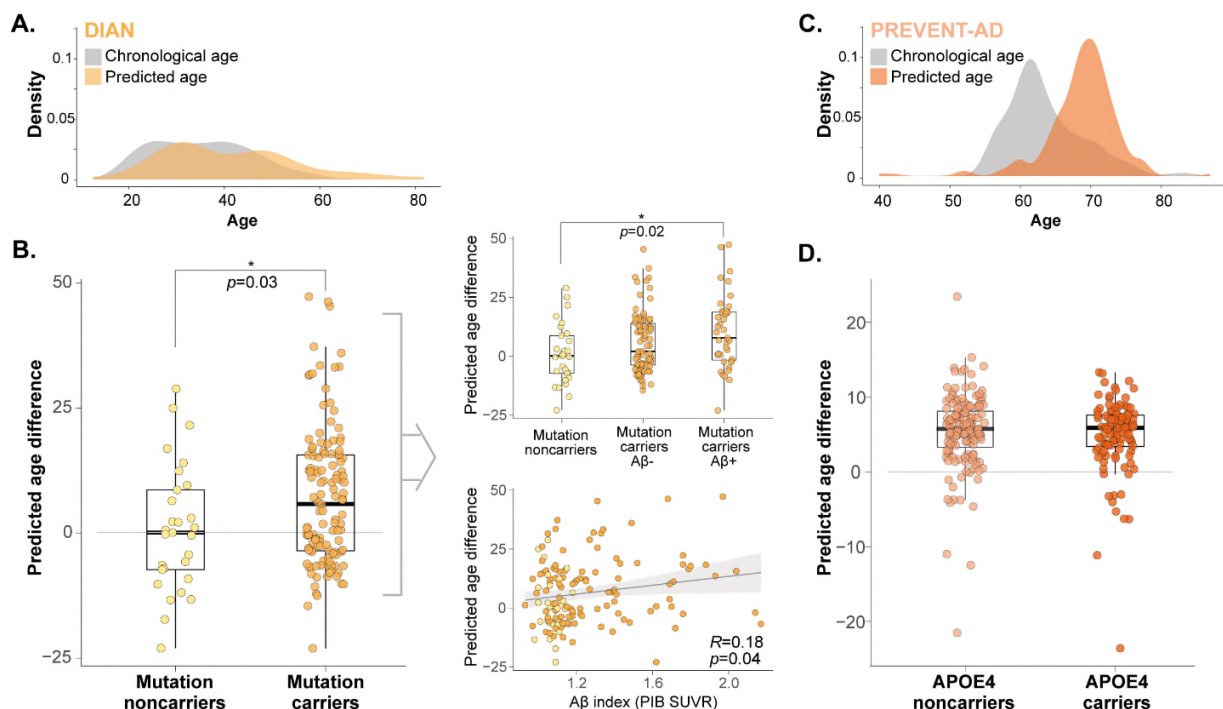 A.
DIAN
Chronological age
Predicted age
0.1
0.05
0
Density
20
40
60
80
Age
C.
PREVENT-AD
Chronological age
Predicted age
0.1
0.05
0
Density
40
50
60
70
80
Age
B.
*
p=0.03
50
25
0
−25
Predicted age difference
Mutation
noncarriers
Mutation
carriers
*
p=0.02
50
25
0
−25
Predicted age difference
Mutation
noncarriers
Mutation
carriers
Aβ-
Mutation
carriers
Aβ+
50
25
0
−25
Predicted age difference
R=0.18
p=0.04
1.2
1.6
2.0
Aβ index (PIB SUVR)
D.
20
10
0
−10
−20
Predicted age difference
APOE4
noncarriers
APOE4
carriers